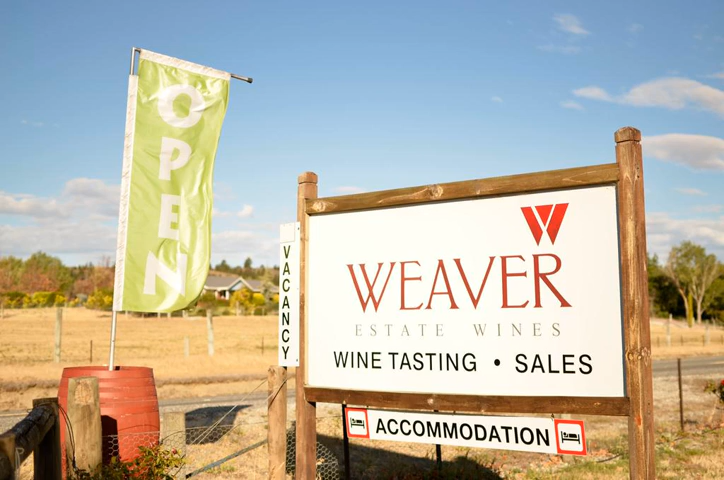 OPEN
VACANCY
W
WEAVER
ESTATE WINES
WINE TASTING • SALES
ACCOMMODATION